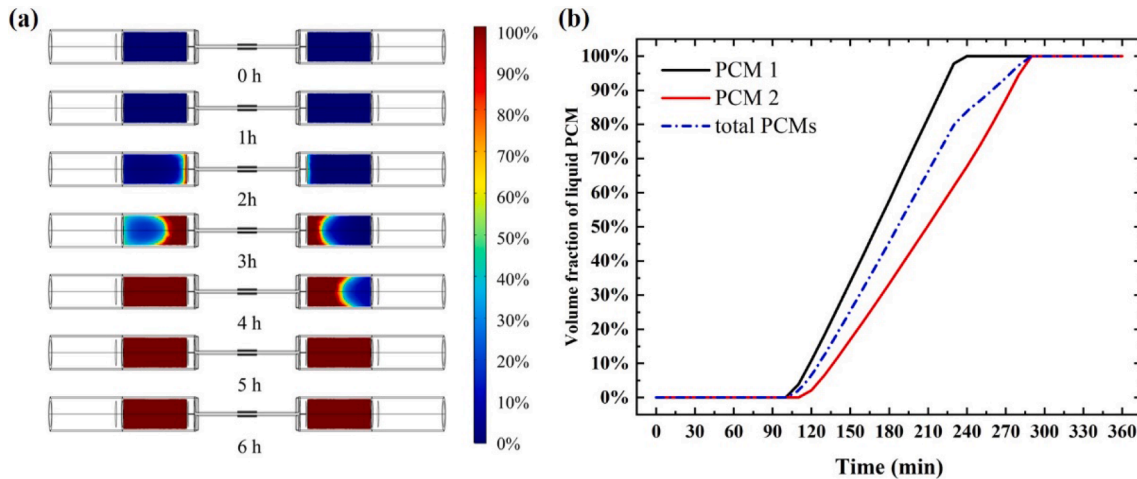 (a)
0 h
1h
2h
3h
4 h
5 h
6 h
100%
90%
80%
70%
60%
50%
40%
30%
20%
10%
0%
(b)
Volume fraction of liquid PCM
100%
90%
80%
70%
60%
50%
40%
30%
20%
10%
0%
PCM 1
PCM 2
total PCMs
0 30 60 90 120 150 180 210 240 270 300 330 360
Time (min)